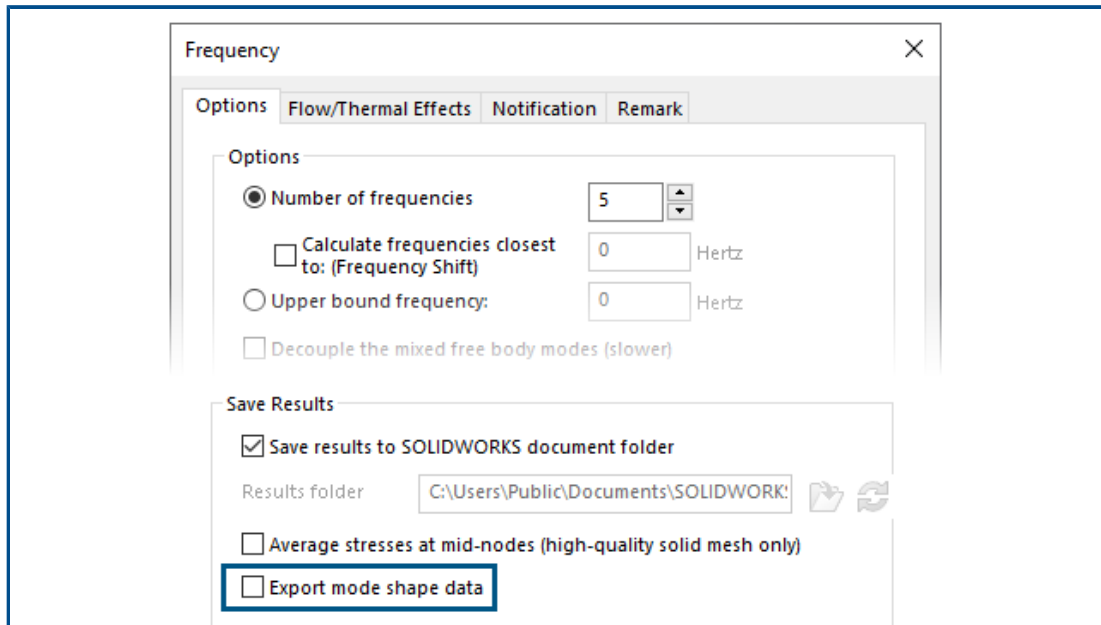 Frequency
Options Flow/Thermal Effects Notification Remark
Options
Number of frequencies 5
Calculate frequencies closest
to: (Frequency Shift) 0 Hertz
Upper bound frequency: 0 Hertz
Decouple the mixed free body modes (slower)
Save Results
Save results to SOLIDWORKS document folder
Results folder C:\Users\Public\Documents\SOLIDWORK
Average stresses at mid-nodes (high-quality solid mesh only)
Export mode shape data